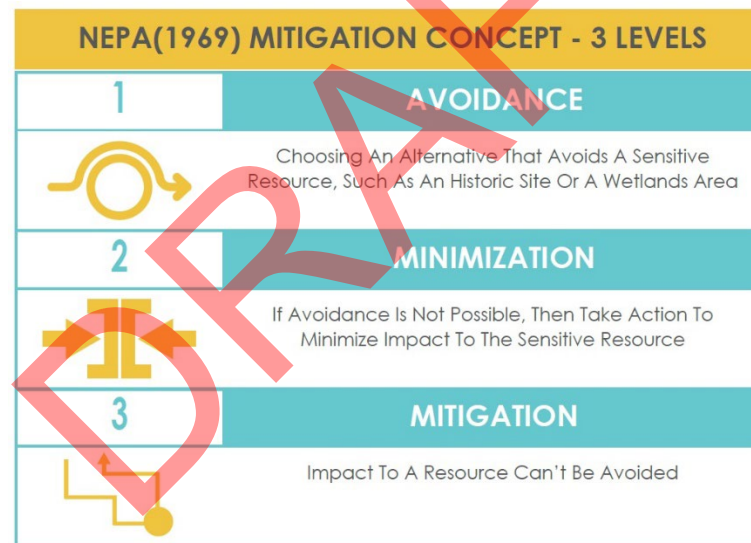 NEPA(1969) MITIGATION CONCEPT - 3 LEVELS
1
AVOIDANCE
Choosing An Alternative That Avoids A Sensitive
Resource, Such As An Historic Site Or A Wetlands Area
2
MINIMIZATION
If Avoidance Is Not Possible, Then Take Action To
Minimize Impact To The Sensitive Resource
3
MITIGATION
Impact To A Resource Can't Be Avoided